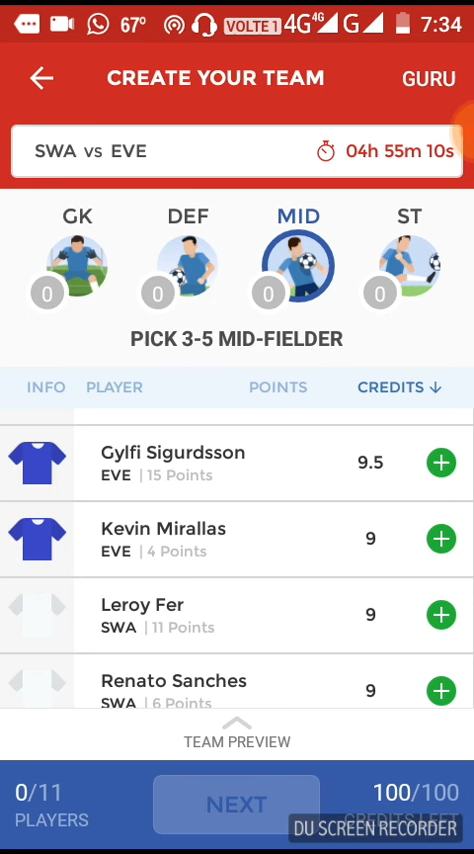 67º VOLTE 1 4G 4G G 7:34
CREATE YOUR TEAM GURU
SWA vs EVE 04h 55m 10s
GK DEF MID ST
0 0 0 0
PICK 3-5 MID-FIELDER
INFO PLAYER POINTS CREDITS ↓
Gylfi Sigurdsson
EVE | 15 Points 9.5
Kevin Mirallas
EVE | 4 Points 9
Leroy Fer
SWA | 11 Points 9
Renato Sanches
SWA | 6 Points 9
TEAM PREVIEW
0/11 NEXT 100/100
PLAYERS CREDITS LEFT
DU SCREEN RECORDER